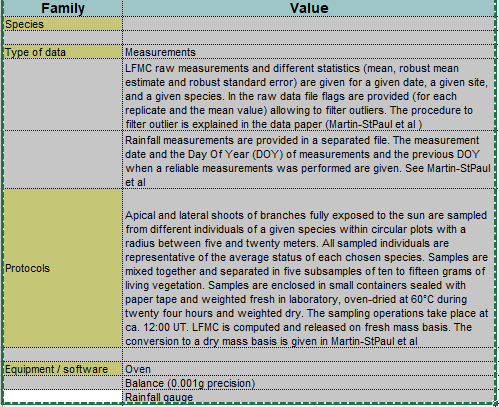 Family Value
Species
Type of data Measurements
LFMC raw measurements and different statistics (mean, robust mean
estimate and robust standard error) are given for a given date, a given site,
and a given species. In the raw data file flags are provided (for each
replicate and the mean value) allowing to filter outliers. The procedure to
filter outlier is explained in the data paper (Martin-StPaul et al )
Rainfall measurements are provided in a separated file. The measurement
date and the Day Of Year (DOY) of measurements and the previous DOY
when a reliable measurements was performed are given. See Martin-StPaul
et al
Protocols
Apical and lateral shoots of branches fully exposed to the sun are sampled
from different individuals of a given species within circular plots with a
radius between five and twenty meters. All sampled individuals are
representative of the average status of each chosen species. Samples are
mixed together and separated in five subsamples of ten to fifteen grams of
living vegetation. Samples are enclosed in small containers sealed with
paper tape and weighted fresh in laboratory, oven-dried at 60°C during
twenty four hours and weighted dry. The sampling operations take place at
ca. 12:00 UT. LFMC is computed and released on fresh mass basis. The
conversion to a dry mass basis is given in Martin-StPaul et al
Equipment / software Oven
Balance (0.001g precision)
Rainfall gauge